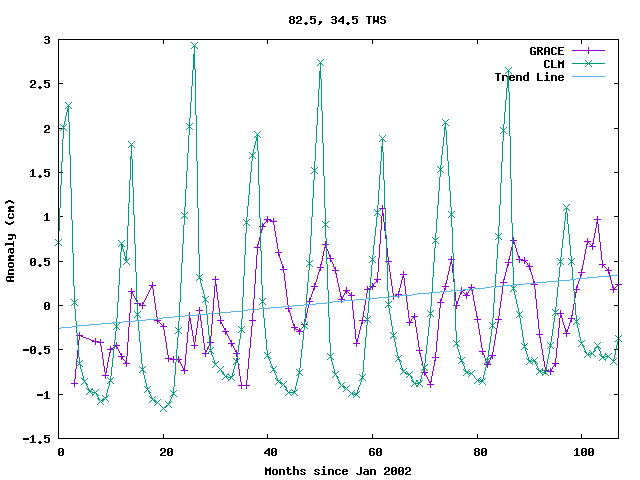 82.5, 34.5 TWS
GRACE
CLM
Trend Line
3
2.5
2
1.5
1
0.5
0
-0.5
-1
-1.5
Anomaly (cm)
0 20 40 60 80 100
Months since Jan 2002